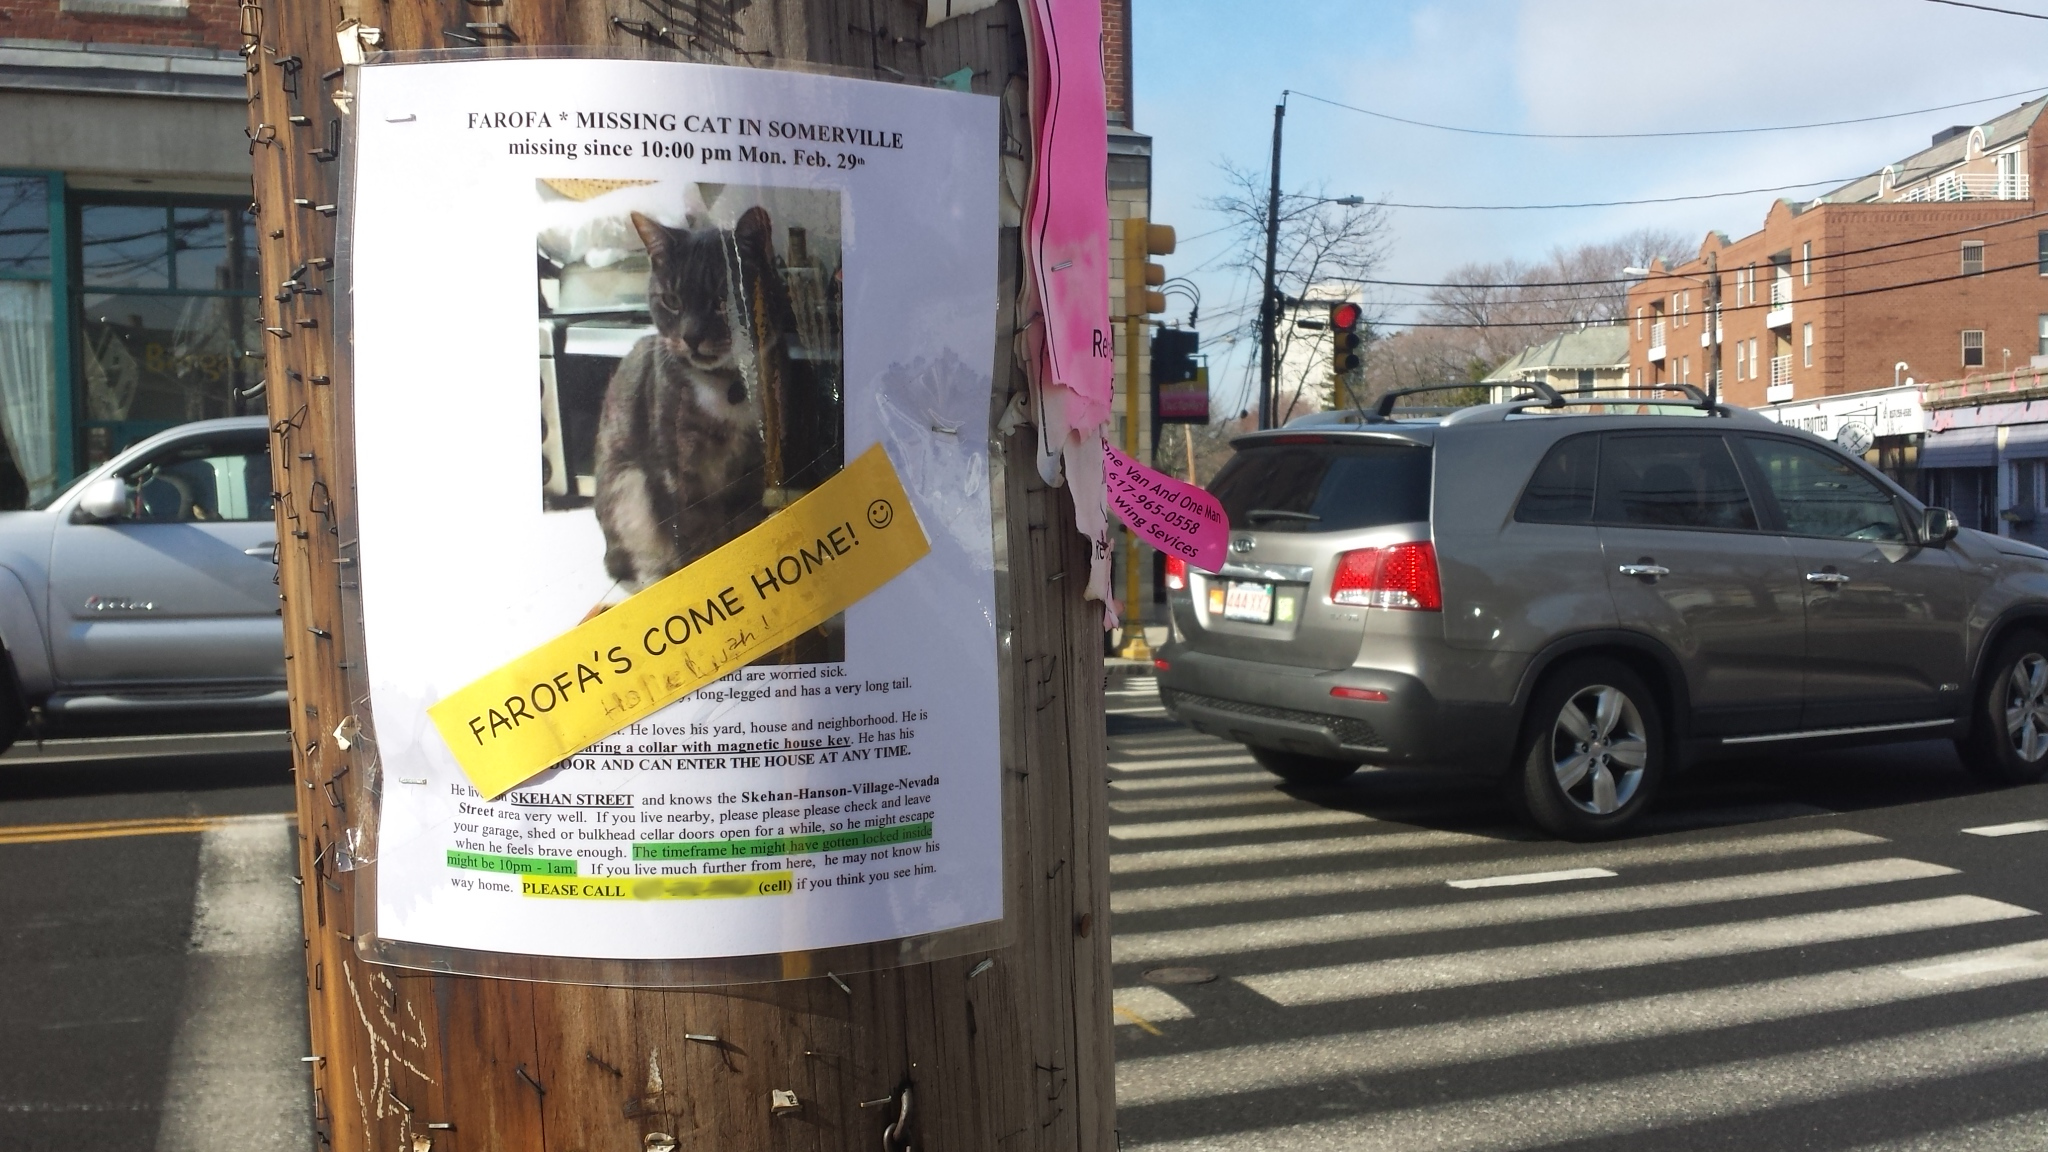 FAROFA * MISSING CAT IN SOMERVILLE
missing since 10:00 pm Mon. Feb. 29th
FAROFA'S COME HOME! ☺
and are worried sick.
long-legged and has a very long tail.
He loves his yard, house and neighborhood. He is
aring a collar with magnetic house key. He has his
DOOR AND CAN ENTER THE HOUSE AT ANY TIME.
He liv on SKEHAN STREET and knows the Skehan-Hanson-Village-Nevada
Street area very well. If you live nearby, please please please check and leave
your garage, shed or bulkhead cellar doors open for a while, so he might escape
when he feels brave enough. The timeframe he might have gotten locked inside
might be 10pm - 1am. If you live much further from here, he may not know his
way home. PLEASE CALL (cell) if you think you see him.
One Van And One Man
617-965-0558
wing Sevices
Re
TROTTER